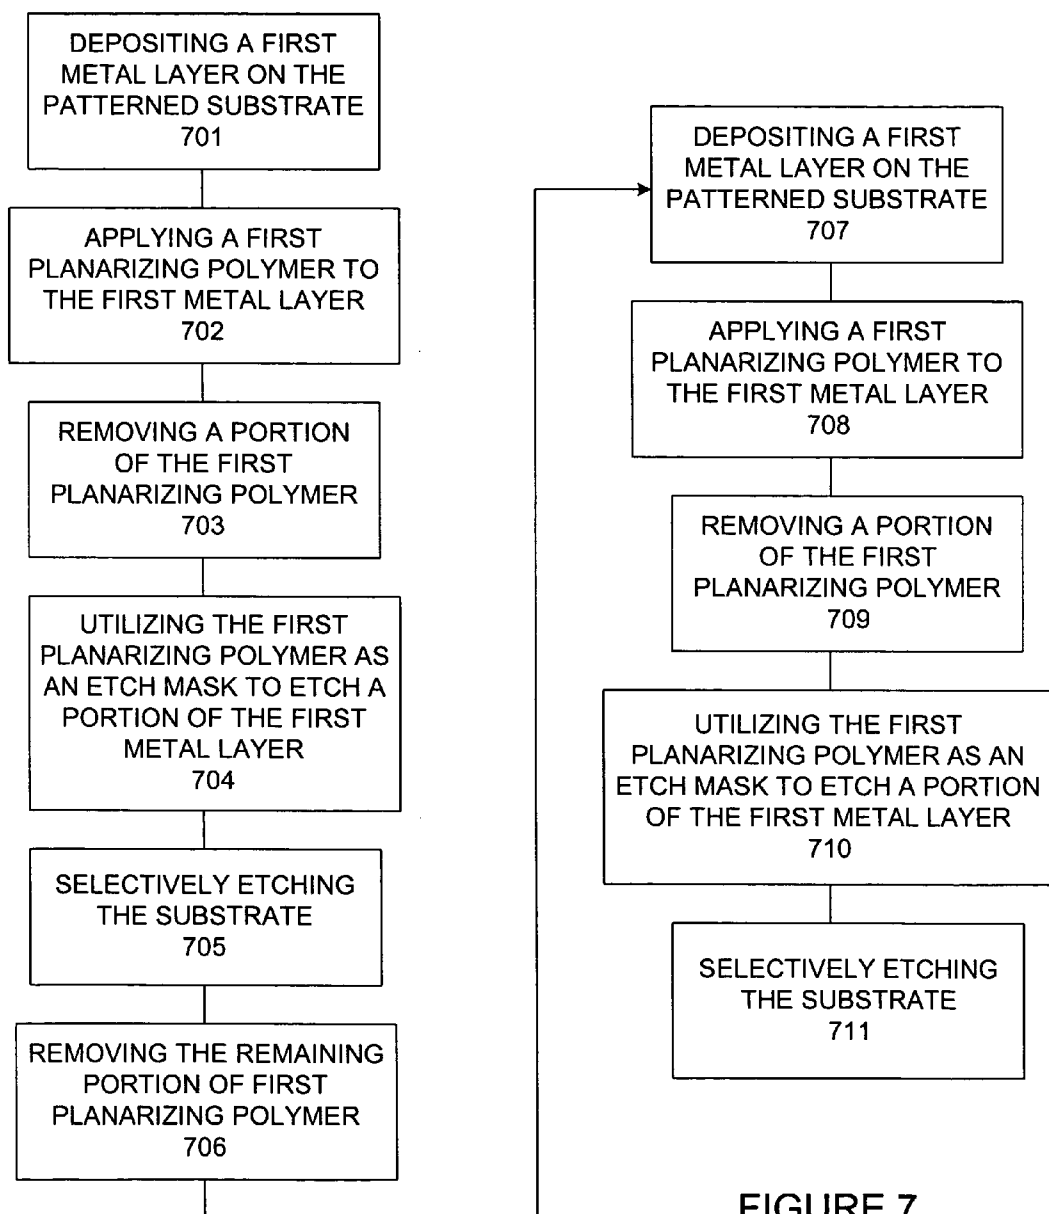 DEPOSITING A FIRST
METAL LAYER ON THE
PATTERNED SUBSTRATE
701
APPLYING A FIRST
PLANARIZING POLYMER TO
THE FIRST METAL LAYER
702
REMOVING A PORTION
OF THE FIRST
PLANARIZING POLYMER
703
UTILIZING THE FIRST
PLANARIZING POLYMER AS
AN ETCH MASK TO ETCH A
PORTION OF THE FIRST
METAL LAYER
704
SELECTIVELY ETCHING
THE SUBSTRATE
705
REMOVING THE REMAINING
PORTION OF FIRST
PLANARIZING POLYMER
706
DEPOSITING A FIRST
METAL LAYER ON THE
PATTERNED SUBSTRATE
707
APPLYING A FIRST
PLANARIZING POLYMER TO
THE FIRST METAL LAYER
708
REMOVING A PORTION
OF THE FIRST
PLANARIZING POLYMER
709
UTILIZING THE FIRST
PLANARIZING POLYMER AS AN
ETCH MASK TO ETCH A PORTION
OF THE FIRST METAL LAYER
710
SELECTIVELY ETCHING
THE SUBSTRATE
711
FIGURE 7